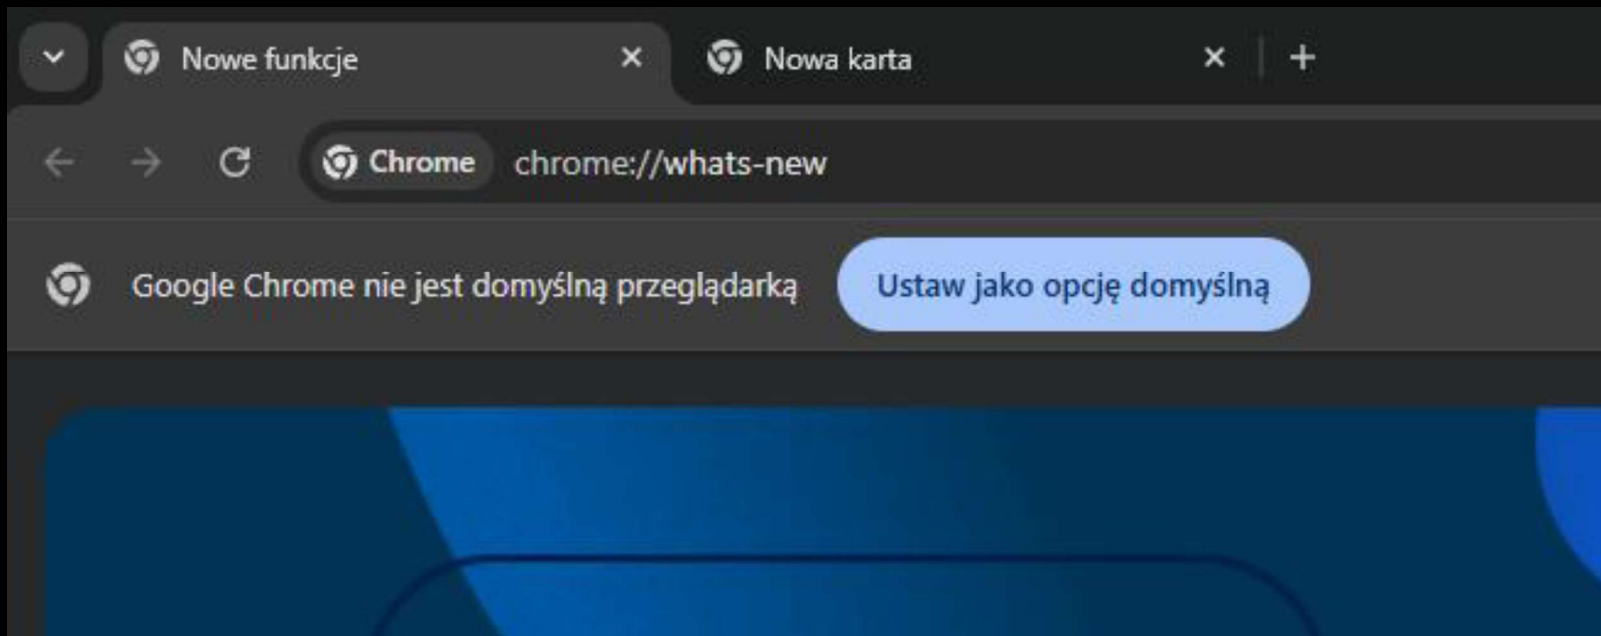 Nowe funkcje
Nowa karta
Chrome chrome://whats-new
Google Chrome nie jest domyślną przeglądarką Ustaw jako opcję domyślną